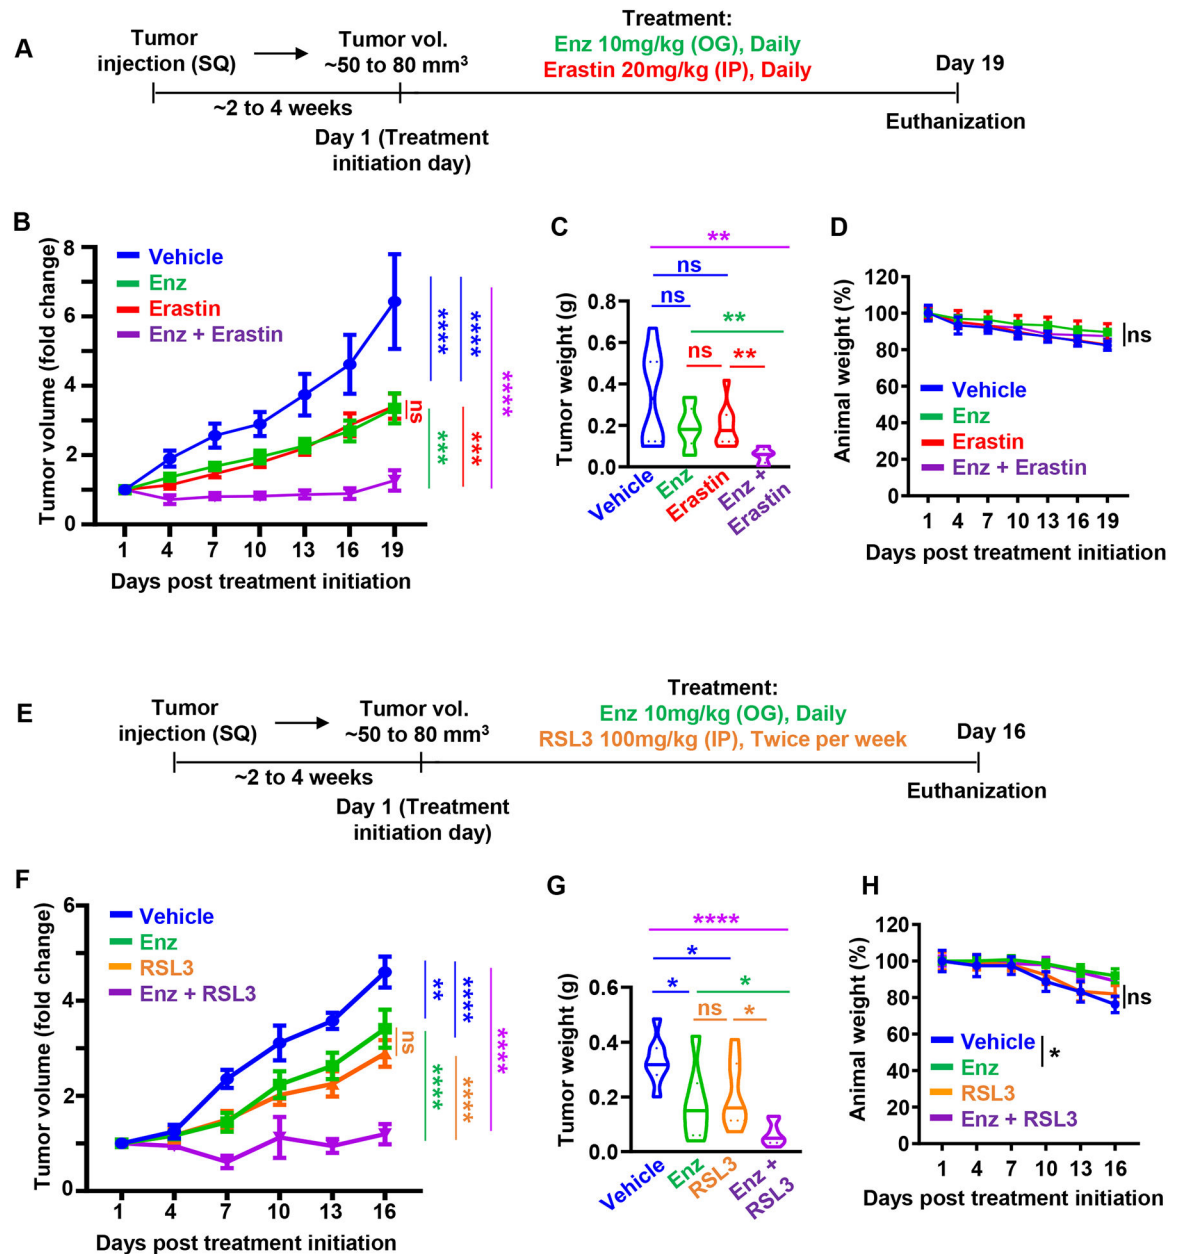 A
Tumor
injection (SQ)
Tumor vol.
~50 to 80 mm³
Treatment:
Enz 10mg/kg (OG), Daily
Erastin 20mg/kg (IP), Daily
Day 19
~2 to 4 weeks
Day 1 (Treatment
initiation day)
Euthanization
B
Tumor volume (fold change)
8
6
4
2
0
Vehicle
Enz
Erastin
Enz + Erastin
ns
***
****
***
****
****
1 4 7 10 13 16 19
Days post treatment initiation
C
Tumor weight (g)
0.8
0.6
0.4
0.2
0.0
**
ns
ns
**
ns
**
Vehicle
Enz
Erastin
Enz +
Erastin
D
Animal weight (%)
120
100
80
60
40
20
0
ns
Vehicle
Enz
Erastin
Enz + Erastin
1 4 7 10 13 16 19
Days post treatment initiation
E
Tumor
injection (SQ)
Tumor vol.
~50 to 80 mm³
Treatment:
Enz 10mg/kg (OG), Daily
RSL3 100mg/kg (IP), Twice per week
Day 16
~2 to 4 weeks
Day 1 (Treatment
initiation day)
Euthanization
F
Tumor volume (fold change)
6
4
2
0
Vehicle
Enz
RSL3
Enz + RSL3
ns
**
****
****
****
****
1 4 7 10 13 16
Days post treatment initiation
G
Tumor weight (g)
0.6
0.4
0.2
0.0
****
*
*
*
ns
*
Vehicle
Enz
RSL3
Enz +
RSL3
H
Animal weight (%)
120
100
80
60
40
20
0
ns
Vehicle
*
Enz
RSL3
Enz + RSL3
1 4 7 10 13 16
Days post treatment initiation